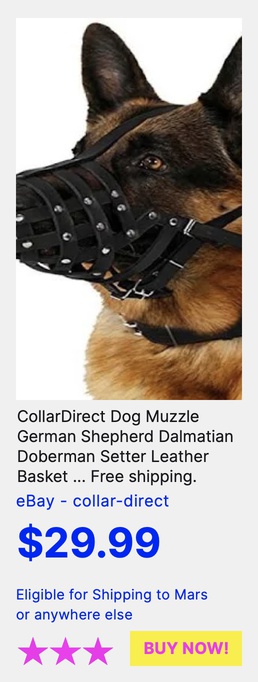 CollarDirect Dog Muzzle
German Shepherd Dalmatian
Doberman Setter Leather
Basket ... Free shipping.
eBay - collar-direct
$29.99
Eligible for Shipping to Mars
or anywhere else
BUY NOW!